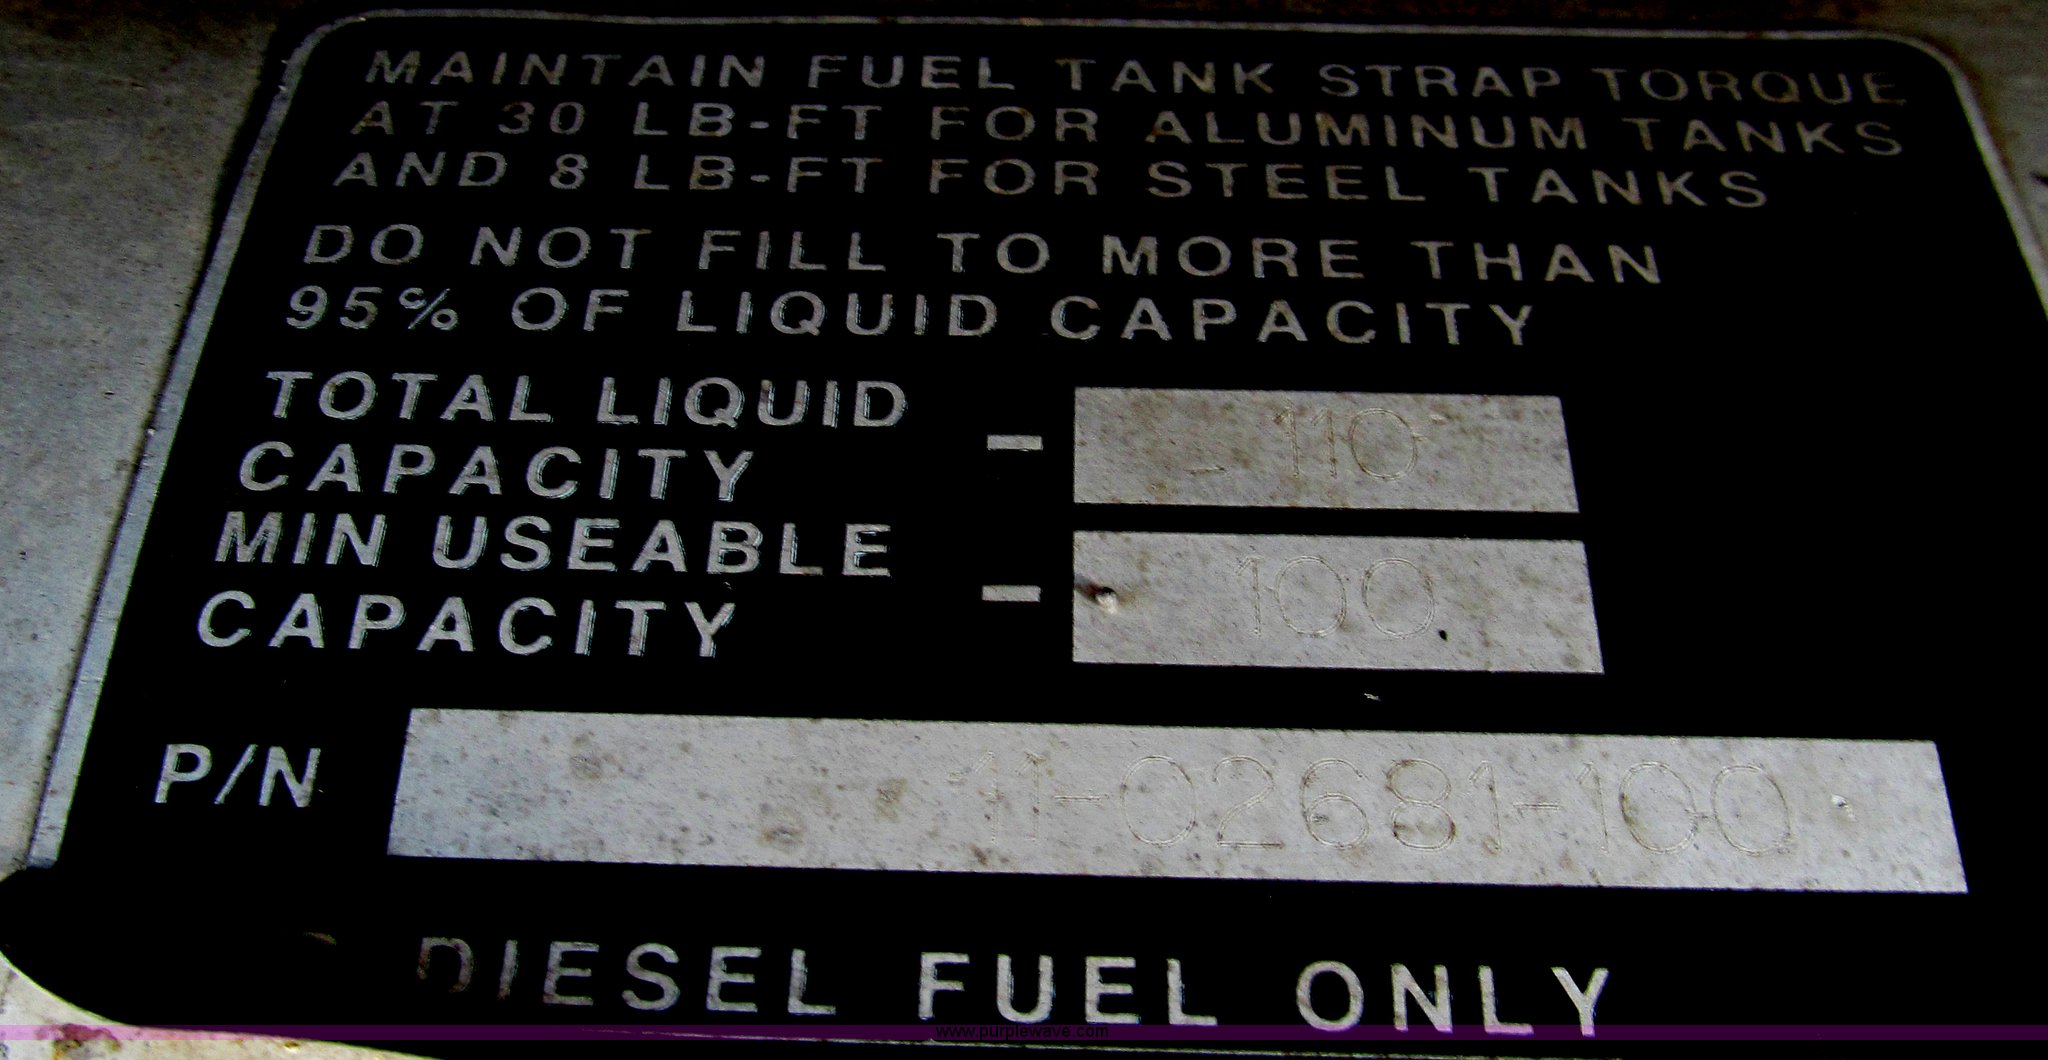 MAINTAIN FUEL TANK STRAP TORQUE
AT 30 LB-FT FOR ALUMINUM TANKS
AND 8 LB-FT FOR STEEL TANKS
DO NOT FILL TO MORE THAN
95% OF LIQUID CAPACITY
TOTAL LIQUID
CAPACITY - 110
MIN USEABLE
CAPACITY - 100
P/N 11-02681-100
DIESEL FUEL ONLY
www.purplewave.com